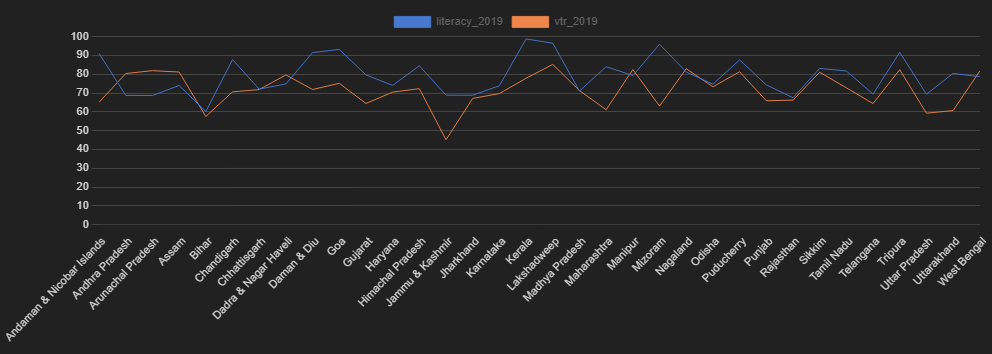 literacy_2019 vtr_2019
100
90
80
70
60
50
40
30
20
10
0
Andaman & Nicobar Islands
Andhra Pradesh
Arunachal Pradesh
Assam
Bihar
Chandigarh
Chhattisgarh
Dadra & Nagar Haveli
Daman & Diu
Goa
Gujarat
Haryana
Himachal Pradesh
Jammu & Kashmir
Jharkhand
Karnataka
Kerala
Lakshadweep
Madhya Pradesh
Maharashtra
Manipur
Mizoram
Nagaland
Odisha
Puducherry
Punjab
Rajasthan
Sikkim
Tamil Nadu
Telangana
Tripura
Uttar Pradesh
Uttarakhand
West Bengal